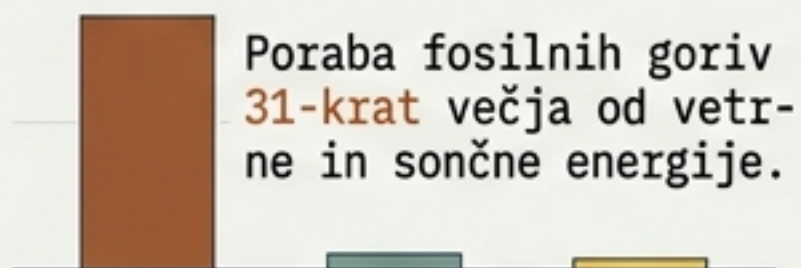 Poraba fosilnih goriv
31-krat večja od vetr-
ne in sončne energije.